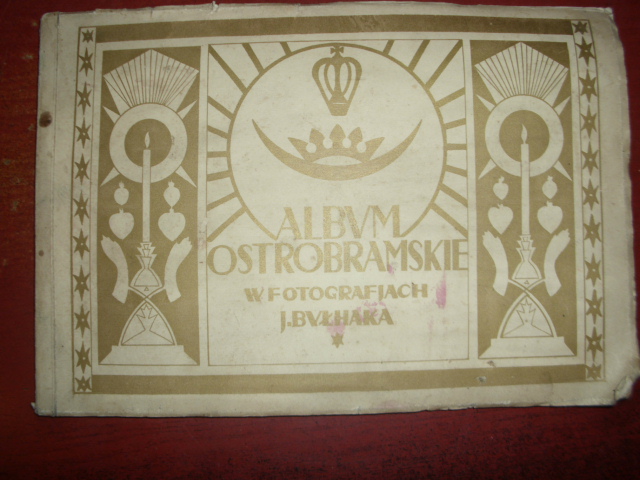 ALBVM
OSTROBRAMSKIE
W FOTOGRAFJACH
J. BVŁHAKA